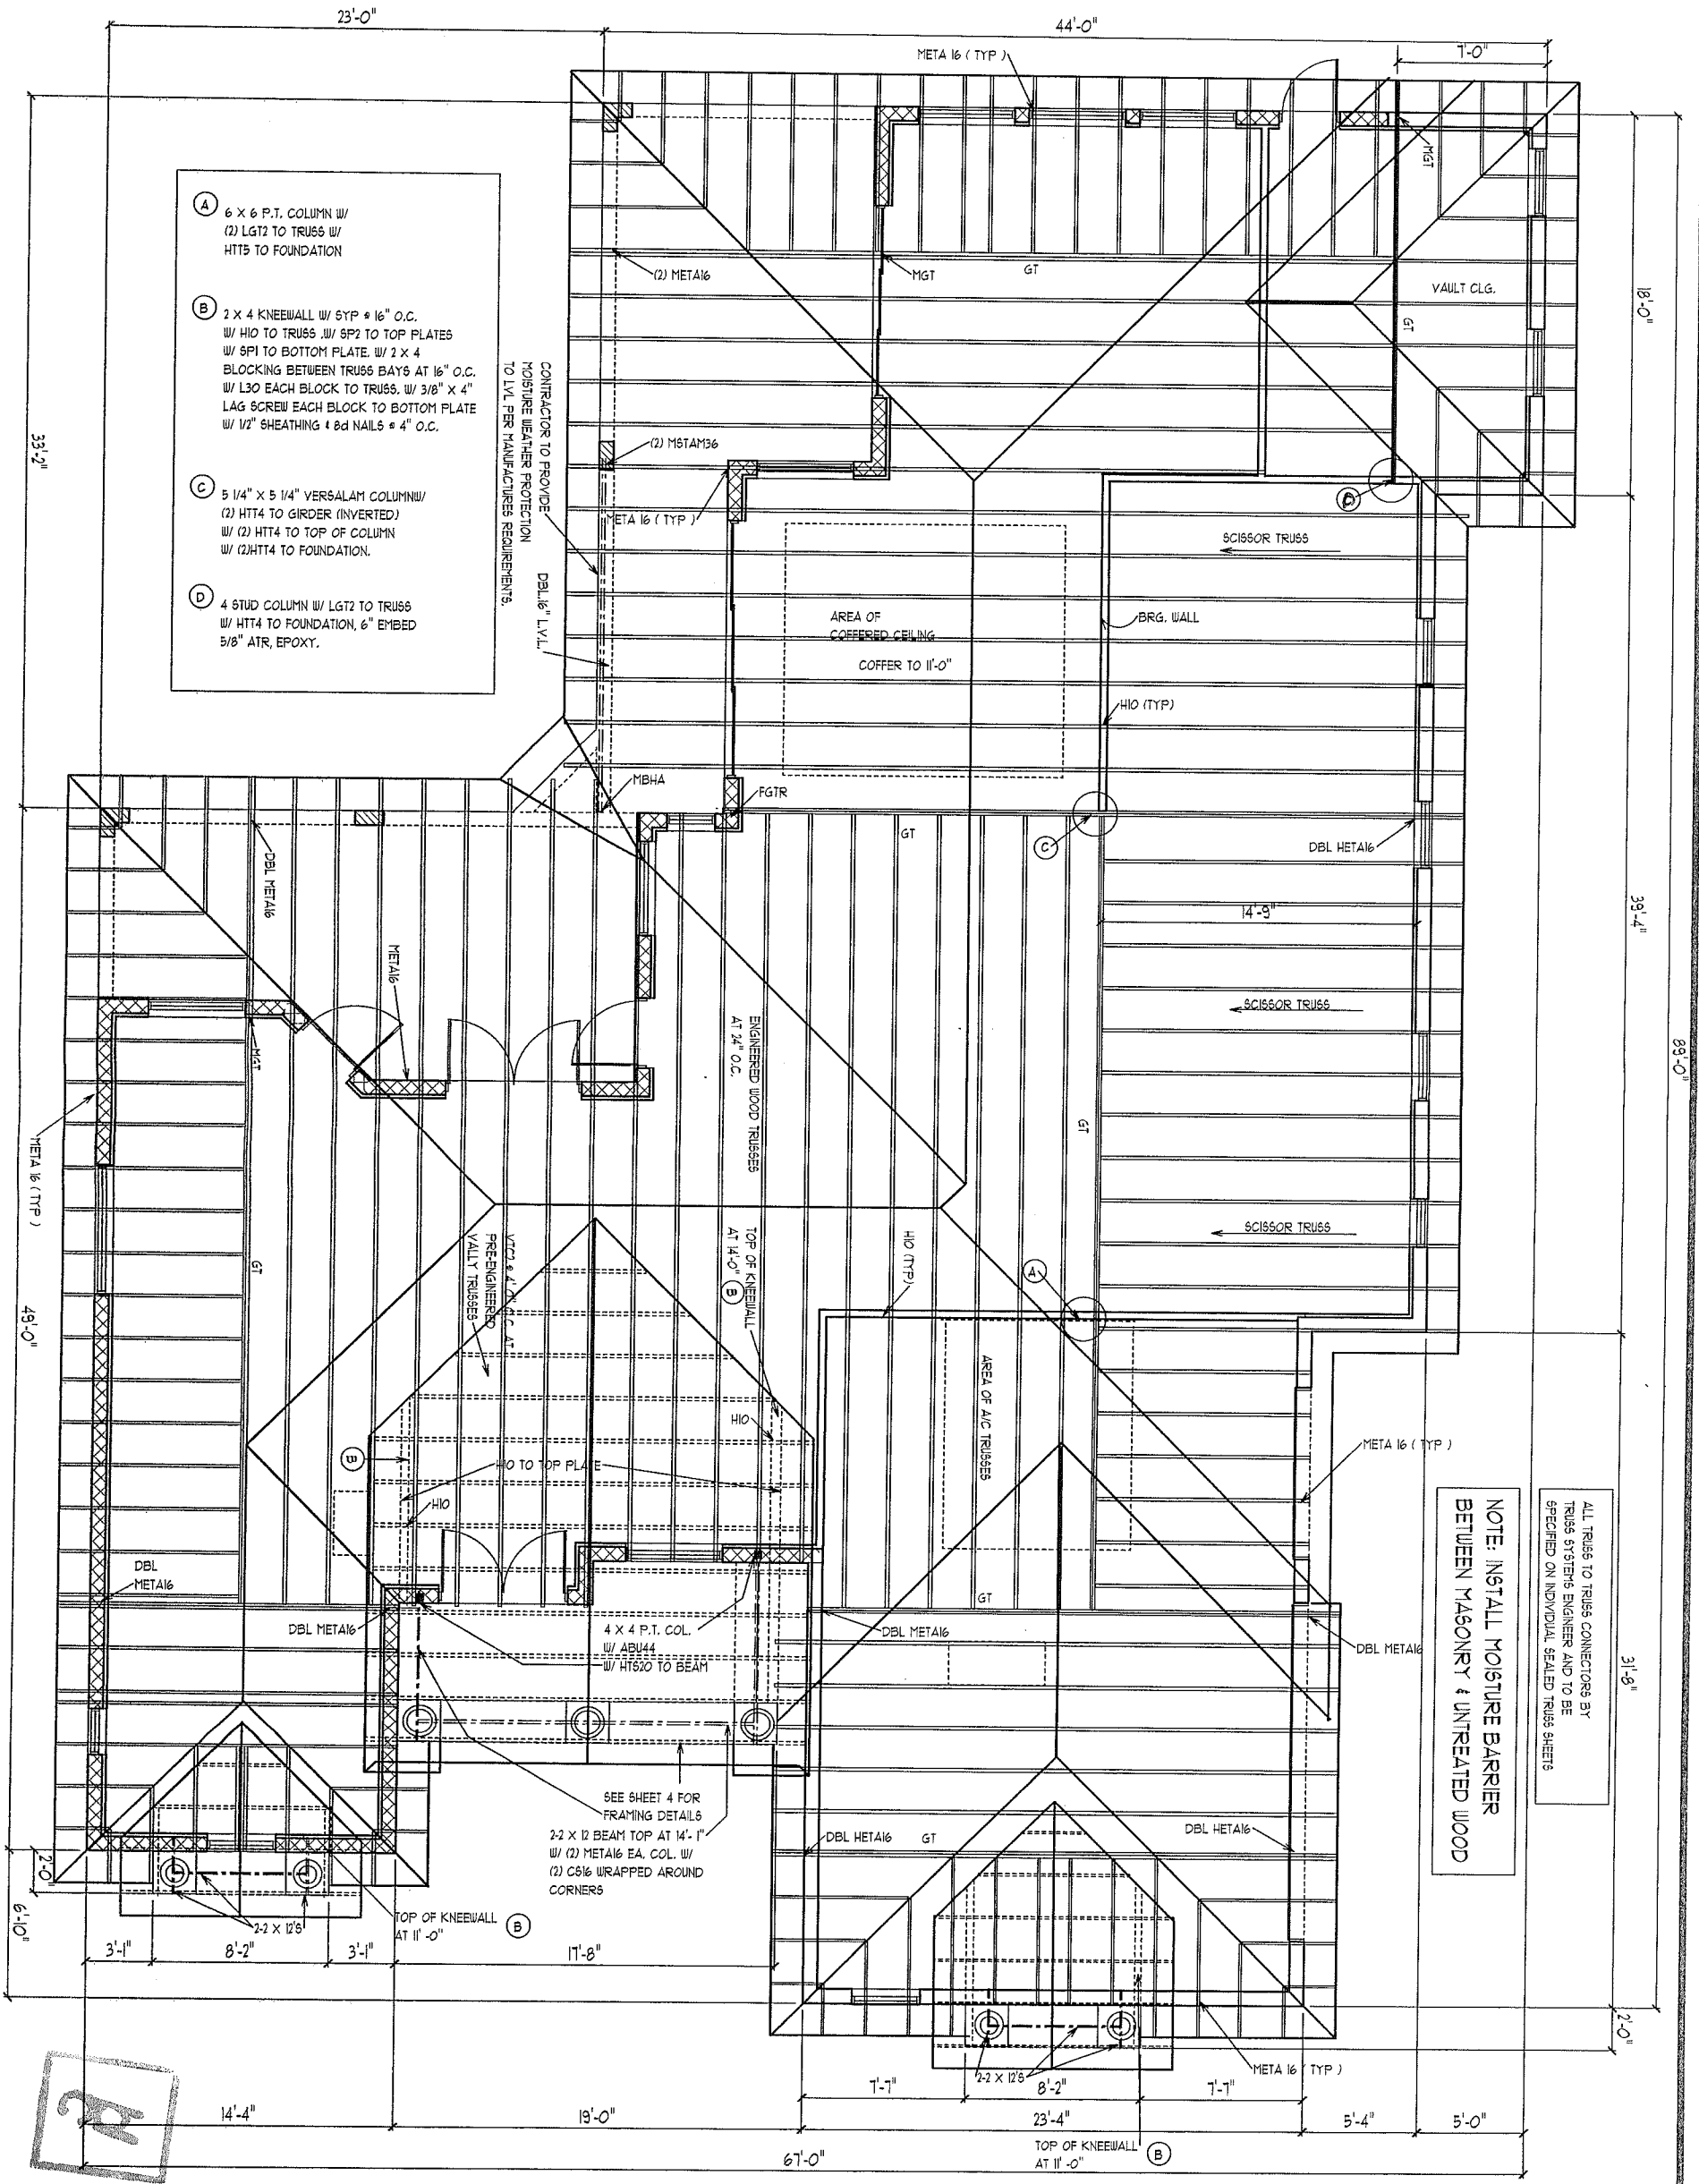 23'-0"
44'-0"
7'-0"
META 16 ( TYP )
MGT
(2) META16
MGT
GT
VAULT CLG.
GT
18'-0"
A
6 X 6 P.T. COLUMN W/
(2) LGT2 TO TRUSS W/
HTT5 TO FOUNDATION
B
2 X 4 KNEEWALL W/ SYP @ 16" O.C.
W/ H10 TO TRUSS ,W/ SP2 TO TOP PLATES
W/ SP1 TO BOTTOM PLATE. W/ 2 X 4
BLOCKING BETWEEN TRUSS BAYS AT 16" O.C.
W/ L30 EACH BLOCK TO TRUSS. W/ 3/8" X 4"
LAG SCREW EACH BLOCK TO BOTTOM PLATE
W/ 1/2" SHEATHING & 8d NAILS @ 4" O.C.
C
5 1/4" X 5 1/4" VERSALAM COLUMNW/
(2) HTT4 TO GIRDER (INVERTED)
W/ (2) HTT4 TO TOP OF COLUMN
W/ (2)HTT4 TO FOUNDATION.
D
4 STUD COLUMN W/ LGT2 TO TRUSS
W/ HTT4 TO FOUNDATION, 6" EMBED
5/8" ATR, EPOXY.
33'-2"
CONTRACTOR TO PROVIDE
MOISTURE WEATHER PROTECTION
TO LVL PER MANUFACTURES REQUIREMENTS.
DBL.16" L.V.L.
(2) MSTAM36
META 16 ( TYP )
D
SCISSOR TRUSS
AREA OF
COFFERED CEILING
COFFER TO 11'-0"
BRG. WALL
H10 (TYP)
MBHA
FGTR
GT
C
DBL HETA16
39'-4"
89'-0"
14'-9"
DBL META16
META16
MGT
ENGINEERED WOOD TRUSSES
AT 24" O.C.
GT
SCISSOR TRUSS
SCISSOR TRUSS
META 16 ( TYP )
49'-0"
GT
VTC2 @ 4'-0" O.C. AT
PRE-ENGINEERED
VALLY TRUSSES
TOP OF KNEEWALL
AT 14'-0"
B
H10 (TYP)
A
AREA OF A/C TRUSSES
H10
B
H10 TO TOP PLATE
H10
META 16 ( TYP )
NOTE: INSTALL MOISTURE BARRIER
BETWEEN MASONRY & UNTREATED WOOD
ALL TRUSS TO TRUSS CONNECTORS BY
TRUSS SYSTEMS ENGINEER AND TO BE
SPECIFIED ON INDIVIDUAL SEALED TRUSS SHEETS
31'-8"
DBL
META16
DBL META16
4 X 4 P.T. COL.
W/ ABU44
W/ HTS20 TO BEAM
DBL META16
GT
DBL META16
SEE SHEET 4 FOR
FRAMING DETAILS
2-2 X 12 BEAM TOP AT 14'- 1"
W/ (2) META16 EA. COL. W/
(2) CS16 WRAPPED AROUND
CORNERS
DBL HETA16
GT
DBL HETA16
2'-0"
6'-10"
2-2 X 12'S
TOP OF KNEEWALL
AT 11' -0"
B
3'-1"
8'-2"
3'-1"
17'-8"
2'-0"
2-2 X 12'S
META 16 ( TYP )
7'-7"
8'-2"
7'-7"
14'-4"
19'-0"
23'-4"
5'-4"
5'-0"
TOP OF KNEEWALL
AT 11' -0"
B
67'-0"